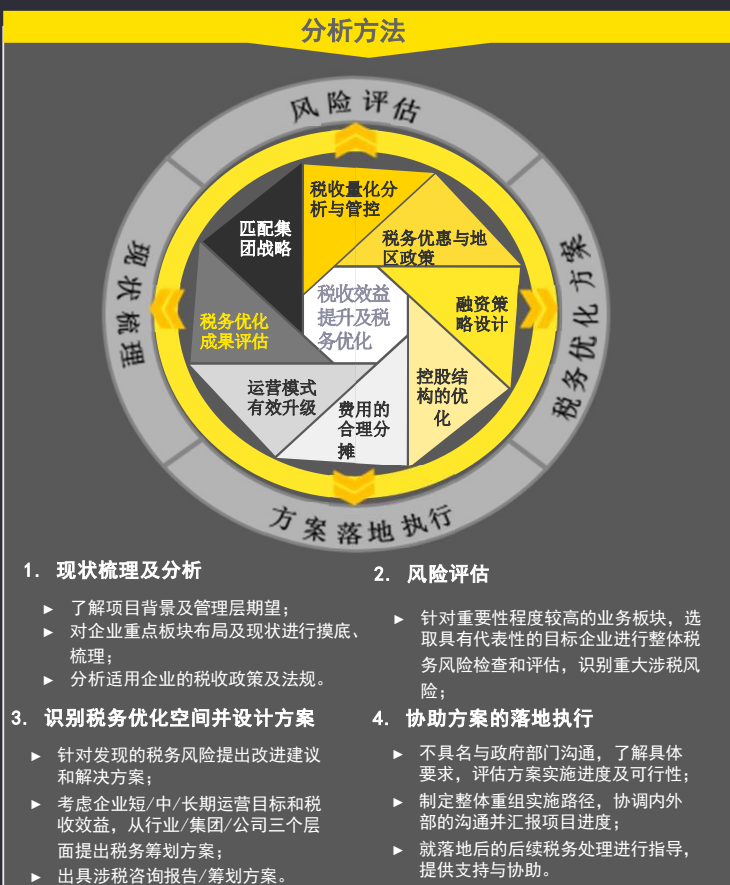 分析方法
风险评估
现状梳理
税务优化方案
方案落地执行
税收量化分
析与管控
税务优惠与地
区政策
融资策
略设计
控股结
构的优
化
费用的
合理分
摊
运营模式
有效升级
税务优化
成果评估
匹配集
团战略
税收效益
提升及税
务优化
1. 现状梳理及分析
► 了解项目背景及管理层期望；
► 对企业重点板块布局及现状进行摸底、
梳理；
► 分析适用企业的税收政策及法规。
2. 风险评估
► 针对重要性程度较高的业务板块，选
取具有代表性的目标企业进行整体税
务风险检查和评估，识别重大涉税风
险；
3. 识别税务优化空间并设计方案
► 针对发现的税务风险提出改进建议
和解决方案；
► 考虑企业短/中/长期运营目标和税
收效益，从行业/集团/公司三个层
面提出税务筹划方案；
► 出具涉税咨询报告/筹划方案。
4. 协助方案的落地执行
► 不具名与政府部门沟通，了解具体
要求，评估方案实施进度及可行性；
► 制定整体重组实施路径，协调内外
部的沟通并汇报项目进度；
► 就落地后的后续税务处理进行指导，
提供支持与协助。